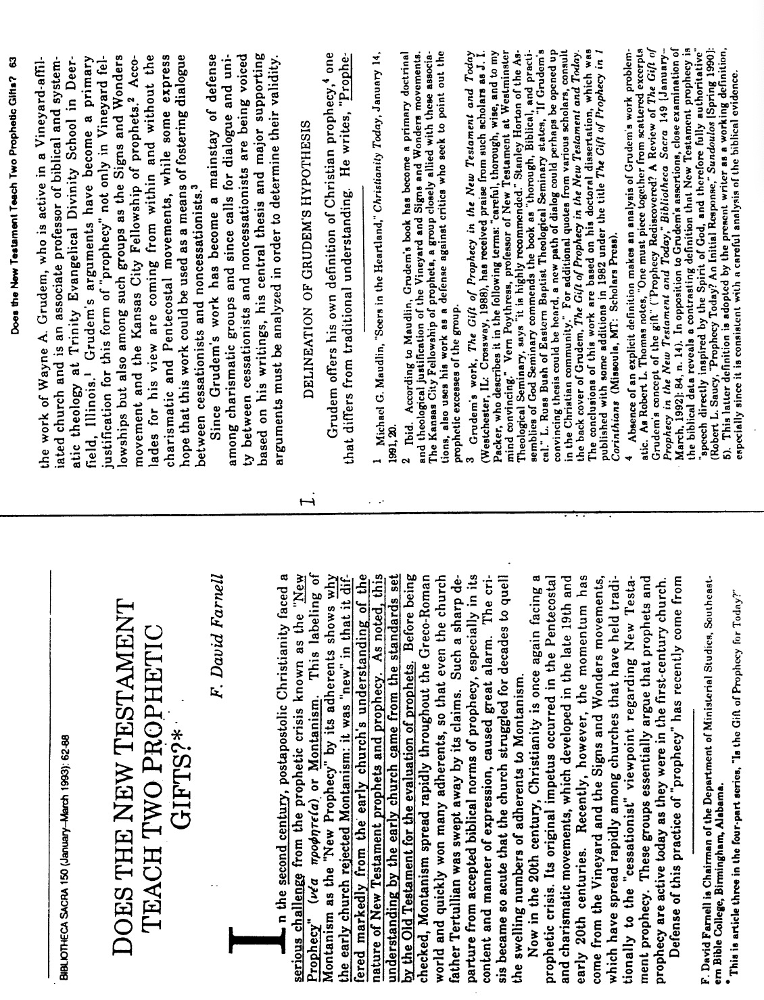 BIBLIOTHECA SACRA 150 (January–March 1993): 62-88
DOES THE NEW TESTAMENT
TEACH TWO PROPHETIC
GIFTS?*
F. David Farnell
In the second century, postapostolic Christianity faced a
serious challenge from the prophetic crisis known as the "New
Prophecy" (νέα προφητε(α) or Montanism. This labeling of
Montanism as the "New Prophecy" by its adherents shows why
the early church rejected Montanism: it was "new" in that it dif-
fered markedly from the early church's understanding of the
nature of New Testament prophets and prophecy. As noted, this
understanding by the early church came from the standards set
by the Old Testament for the evaluation of prophets. Before being
checked, Montanism spread rapidly throughout the Greco-Roman
world and quickly won many adherents, so that even the church
father Tertullian was swept away by its claims. Such a sharp de-
parture from accepted biblical norms of prophecy, especially in its
content and manner of expression, caused great alarm. The cri-
sis became so acute that the church struggled for decades to quell
the swelling numbers of adherents to Montanism.
Now in the 20th century, Christianity is once again facing a
prophetic crisis. Its original impetus occurred in the Pentecostal
and charismatic movements, which developed in the late 19th and
early 20th centuries. Recently, however, the momentum has
come from the Vineyard and the Signs and Wonders movements,
which have spread rapidly among churches that have held tradi-
tionally to the "cessationist" viewpoint regarding New Testa-
ment prophecy. These groups essentially argue that prophets and
prophecy are active today as they were in the first-century church.
Defense of this practice of "prophecy" has recently come from
F. David Farnell is Chairman of the Department of Ministerial Studies, Southeast-
ern Bible College, Birmingham, Alabama.
* This is article three in the four-part series, "Is the Gift of Prophecy for Today?"
Does the New Testament Teach Two Prophetic Gifts? 63
the work of Wayne A. Grudem, who is active in a Vineyard-affil-
iated church and is an associate professor of biblical and system-
atic theology at Trinity Evangelical Divinity School in Deer-
field, Illinois.1 Grudem's arguments have become a primary
justification for this form of "prophecy" not only in Vineyard fel-
lowships but also among such groups as the Signs and Wonders
movement and the Kansas City Fellowship of prophets.2 Acco-
lades for his view are coming from within and without the
charismatic and Pentecostal movements, while some express
hope that this work could be used as a means of fostering dialogue
between cessationists and noncessationists.3
Since Grudem's work has become a mainstay of defense
among charismatic groups and since calls for dialogue and uni-
ty between cessationists and noncessationists are being voiced
based on his writings, his central thesis and major supporting
arguments must be analyzed in order to determine their validity.
I.
DELINEATION OF GRUDEM'S HYPOTHESIS
Grudem offers his own definition of Christian prophecy,4 one
that differs from traditional understanding. He writes, "Prophe-
1 Michael G. Maudlin, "Seers in the Heartland," Christianity Today, January 14,
1991, 20.
2 Ibid. According to Maudlin, Grudem's book has become a primary doctrinal
and theological justification of the Vineyard and Signs and Wonders movements.
The Kansas City Fellowship of prophets, a group closely allied with these associa-
tions, also uses his work as a defense against critics who seek to point out the
prophetic excesses of the group.
3 Grudem's work, The Gift of Prophecy in the New Testament and Today
(Westchester, IL: Crossway, 1988), has received praise from such scholars as J. I.
Packer, who describes it in the following terms: "careful, thorough, wise, and to my
mind convincing." Vern Poythress, professor of New Testament at Westminster
Theological Seminary, says "it is highly recommended." Stanley Horton of the As-
semblies of God Seminary commends the book as "thorough, Biblical, and practi-
cal." L. Russ Bush of Eastern Baptist Theological Seminary states, "If Grudem's
convincing thesis could be heard, a new path of dialog could perhaps be opened up
in the Christian community." For additional quotes from various scholars, consult
the back cover of Grudem, The Gift of Prophecy in the New Testament and Today.
The conclusions of this work are based on his doctoral dissertation, which was
published with some additions in 1982 under the title The Gift of Prophecy in 1
Corinthians (Missoula, MT: Scholars Press).
4 Absence of an explicit definition makes an analysis of Grudem's work problem-
atic. As Robert L. Thomas notes, "One must piece together from scattered excerpts
Grudem's concept of the gift" ("Prophecy Rediscovered? A Review of The Gift of
Prophecy in the New Testament and Today," Bibliotheca Sacra 149 [January–
March, 1992]: 84, n. 14). In opposition to Grudem's assertions, close examination of
the biblical data reveals a contrasting definition that New Testament prophecy is
"speech directly inspired by the Spirit of God, and therefore fully authoritative"
(Robert L. Saucy, "Prophecy Today? An Initial Response," Sundoulos [Spring 1990]:
5). This latter definition is adopted by the present writer as a working definition,
especially since it is consistent with a careful analysis of the biblical evidence.